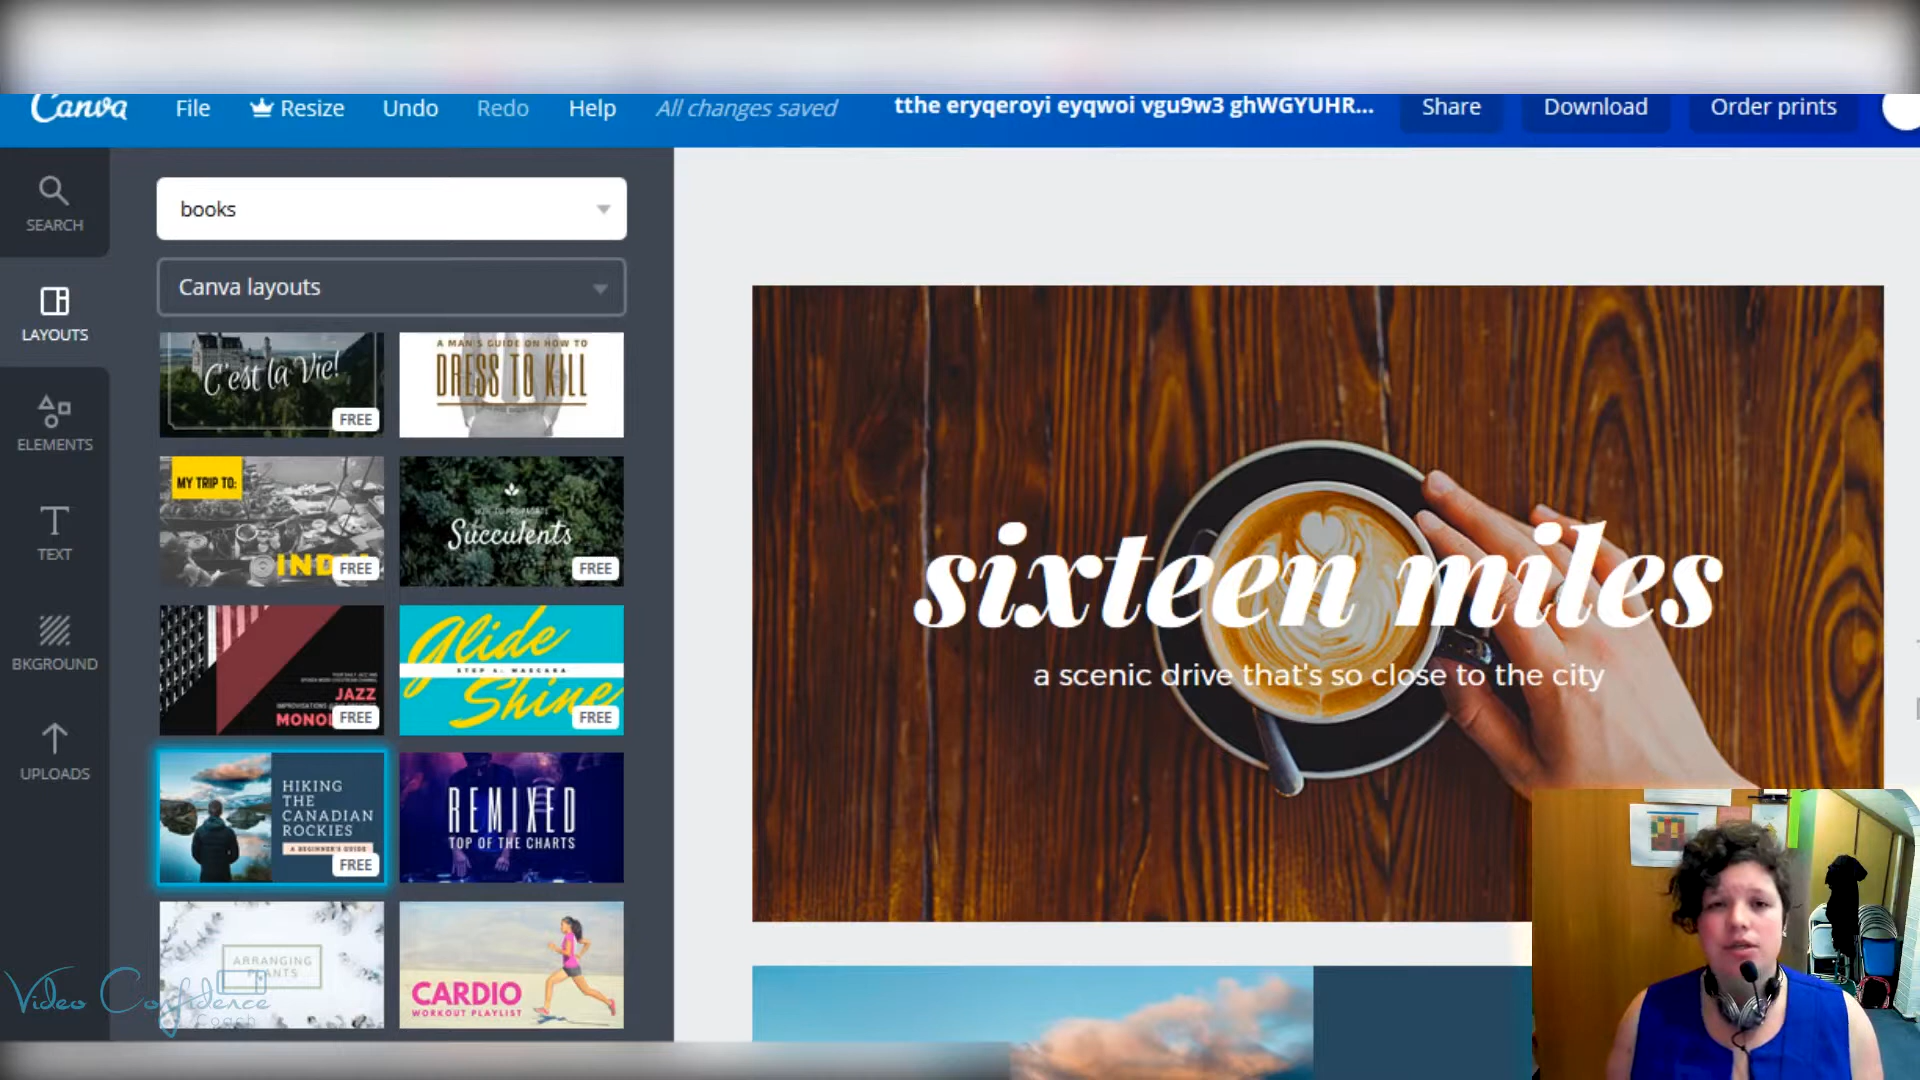 Canva
File
Resize
Undo
Redo
Help
All changes saved
tthe eryqeroyi eyqwoi vgu9w3 ghWGYUHR...
Share
Download
Order prints
SEARCH
LAYOUTS
ELEMENTS
TEXT
BKGROUND
UPLOADS
books
Canva layouts
C'est la Vie!
FREE
A MAN'S GUIDE ON HOW TO
DRESS TO KILL
MY TRIP TO:
FREE
Succulents
FREE
JAZZ
FREE
Glide
Shine
FREE
HIKING
THE
CANADIAN
ROCKIES
A BEGINNER'S GUIDE
FREE
REMIXED
TOP OF THE CHARTS
ARRANGING
CARDIO
WORKOUT PLAYLIST
sixteen miles
a scenic drive that's so close to the city
Video Confidence
Coach